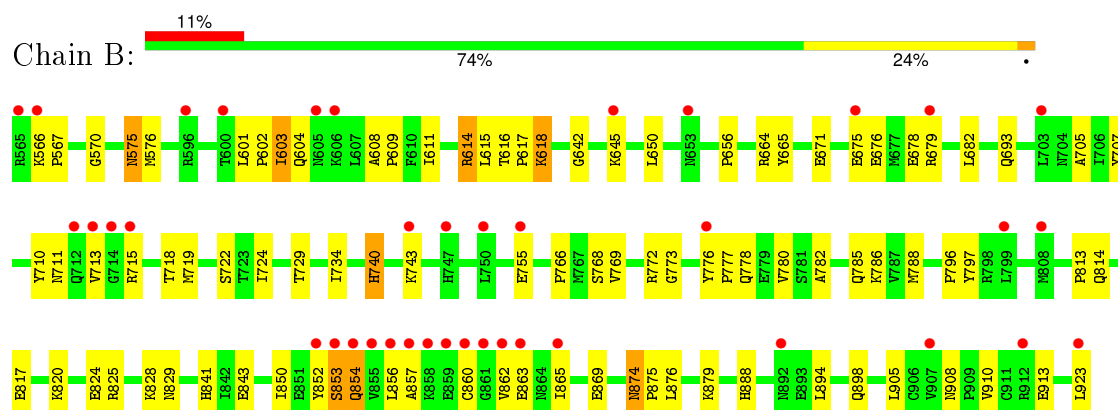 11%
Chain B:
74% 24% •
R565 K566 P567 G570 N575 M576 R596 T600 L601 P602 I603 Q604 N605 K606 L607 A608 P609 F610 I611 R614 L615 T616 P617 K618 G642 K645 L650 N653 P656 R664 Y665 E671 E675 E676 M677 E678 R679 L682 Q693 L703 N704 A705 I706 Y707
Y710 N711 Q712 V713 G714 R715 T718 M719 S722 T723 I724 T729 I734 H740 K743 H747 L750 E755 P766 M767 S768 V769 R772 G773 Y776 P777 Q778 E779 V780 S781 A782 Q785 K786 V787 M788 P796 Y797 R798 L799 M808 P813 Q814
E817 K820 E824 R825 K828 N829 H841 I842 E843 I850 E851 Y852 S853 Q854 V855 L856 A857 K858 E859 C860 G861 V862 E863 N864 I865 E869 N874 P875 L876 K879 H888 N892 E893 L894 Q898 L905 C906 V907 N908 P909 V910 C911 R912 E913 L923